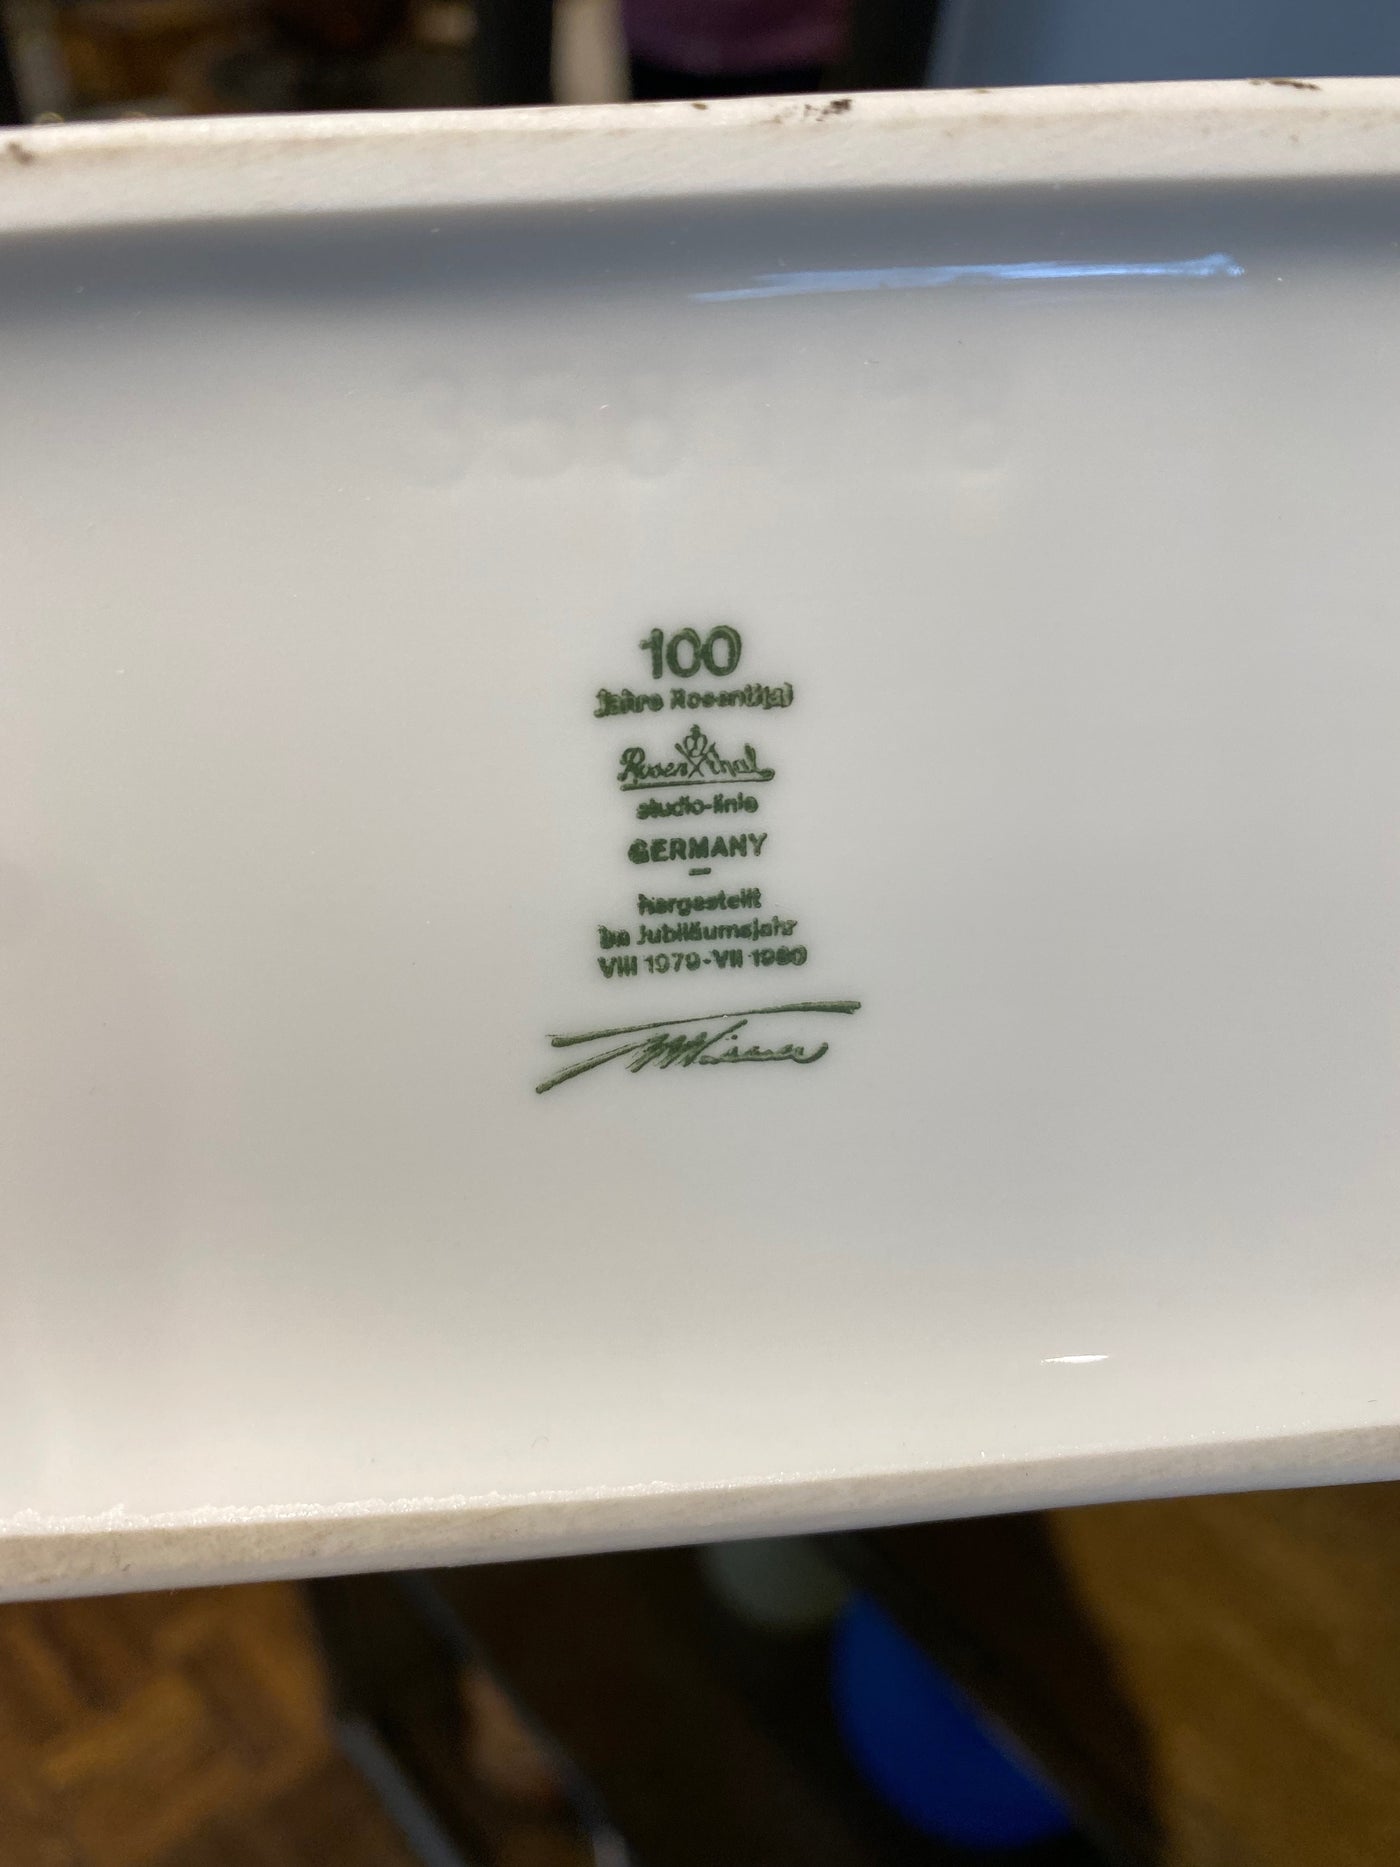 100
Jahre Rosenthal
Rosenthal
studio-linie
GERMANY
hergestellt
im Jubiläumsjahr
VIII 1979-VII 1980